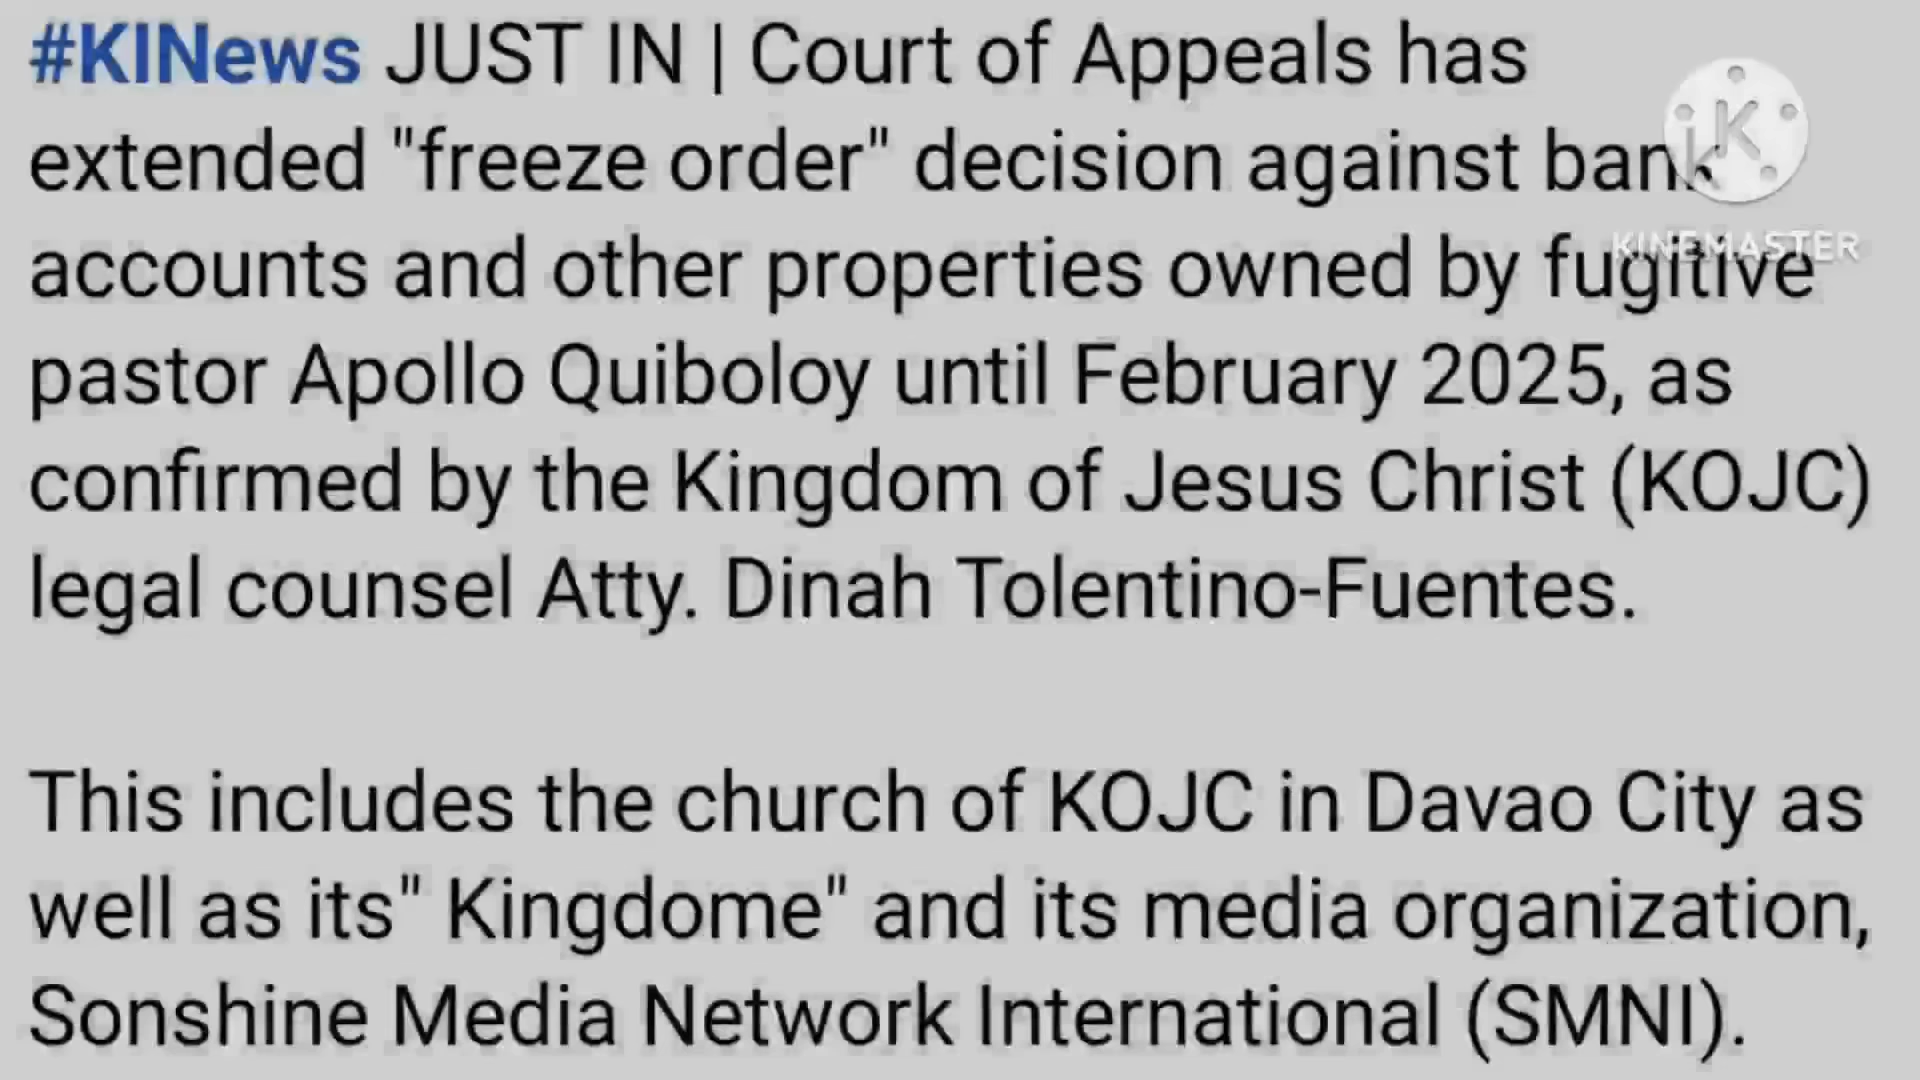 #KINews JUST IN | Court of Appeals has
extended "freeze order" decision against bank
accounts and other properties owned by fugitive
pastor Apollo Quiboloy until February 2025, as
confirmed by the Kingdom of Jesus Christ (KOJC)
legal counsel Atty. Dinah Tolentino-Fuentes.
This includes the church of KOJC in Davao City as
well as its" Kingdome" and its media organization,
Sonshine Media Network International (SMNI).
K
KINEMASTER